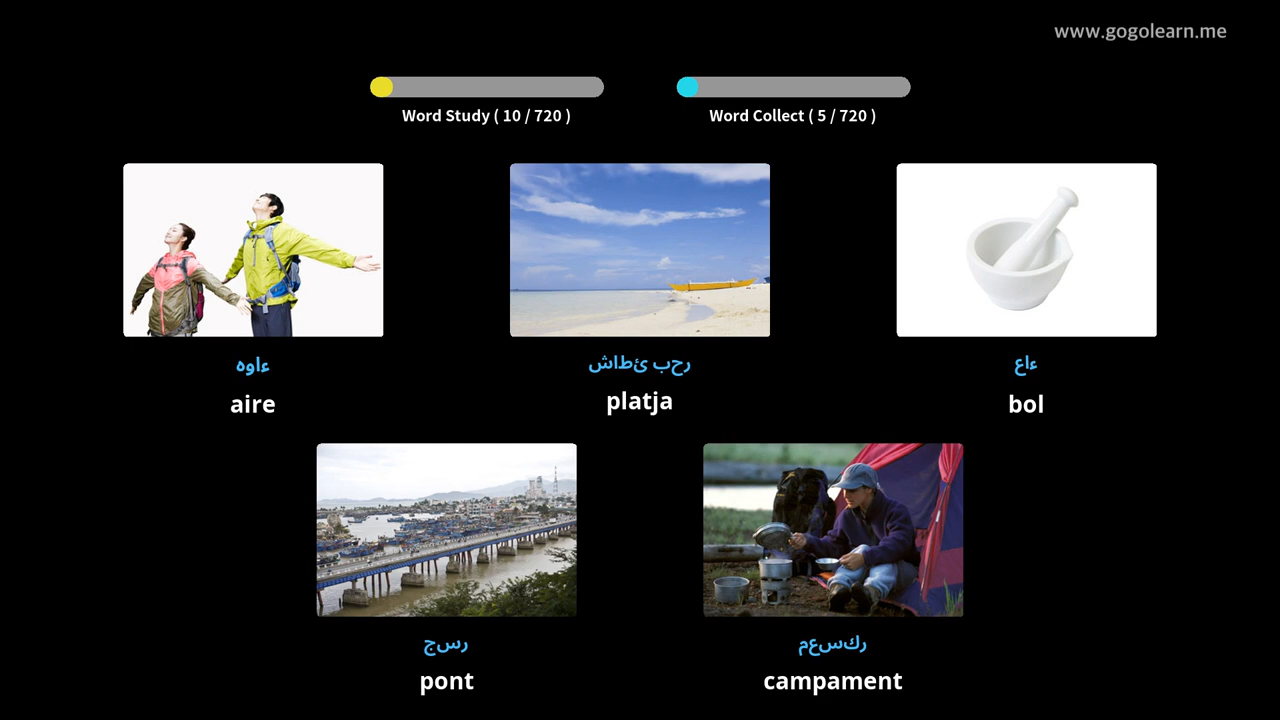 www.gogolearn.me
Word Study ( 10 / 720 )
Word Collect ( 5 / 720 )
ءاوه
aire
رحب ئطاش
platja
ءاع
bol
رسج
pont
ركسعم
campament